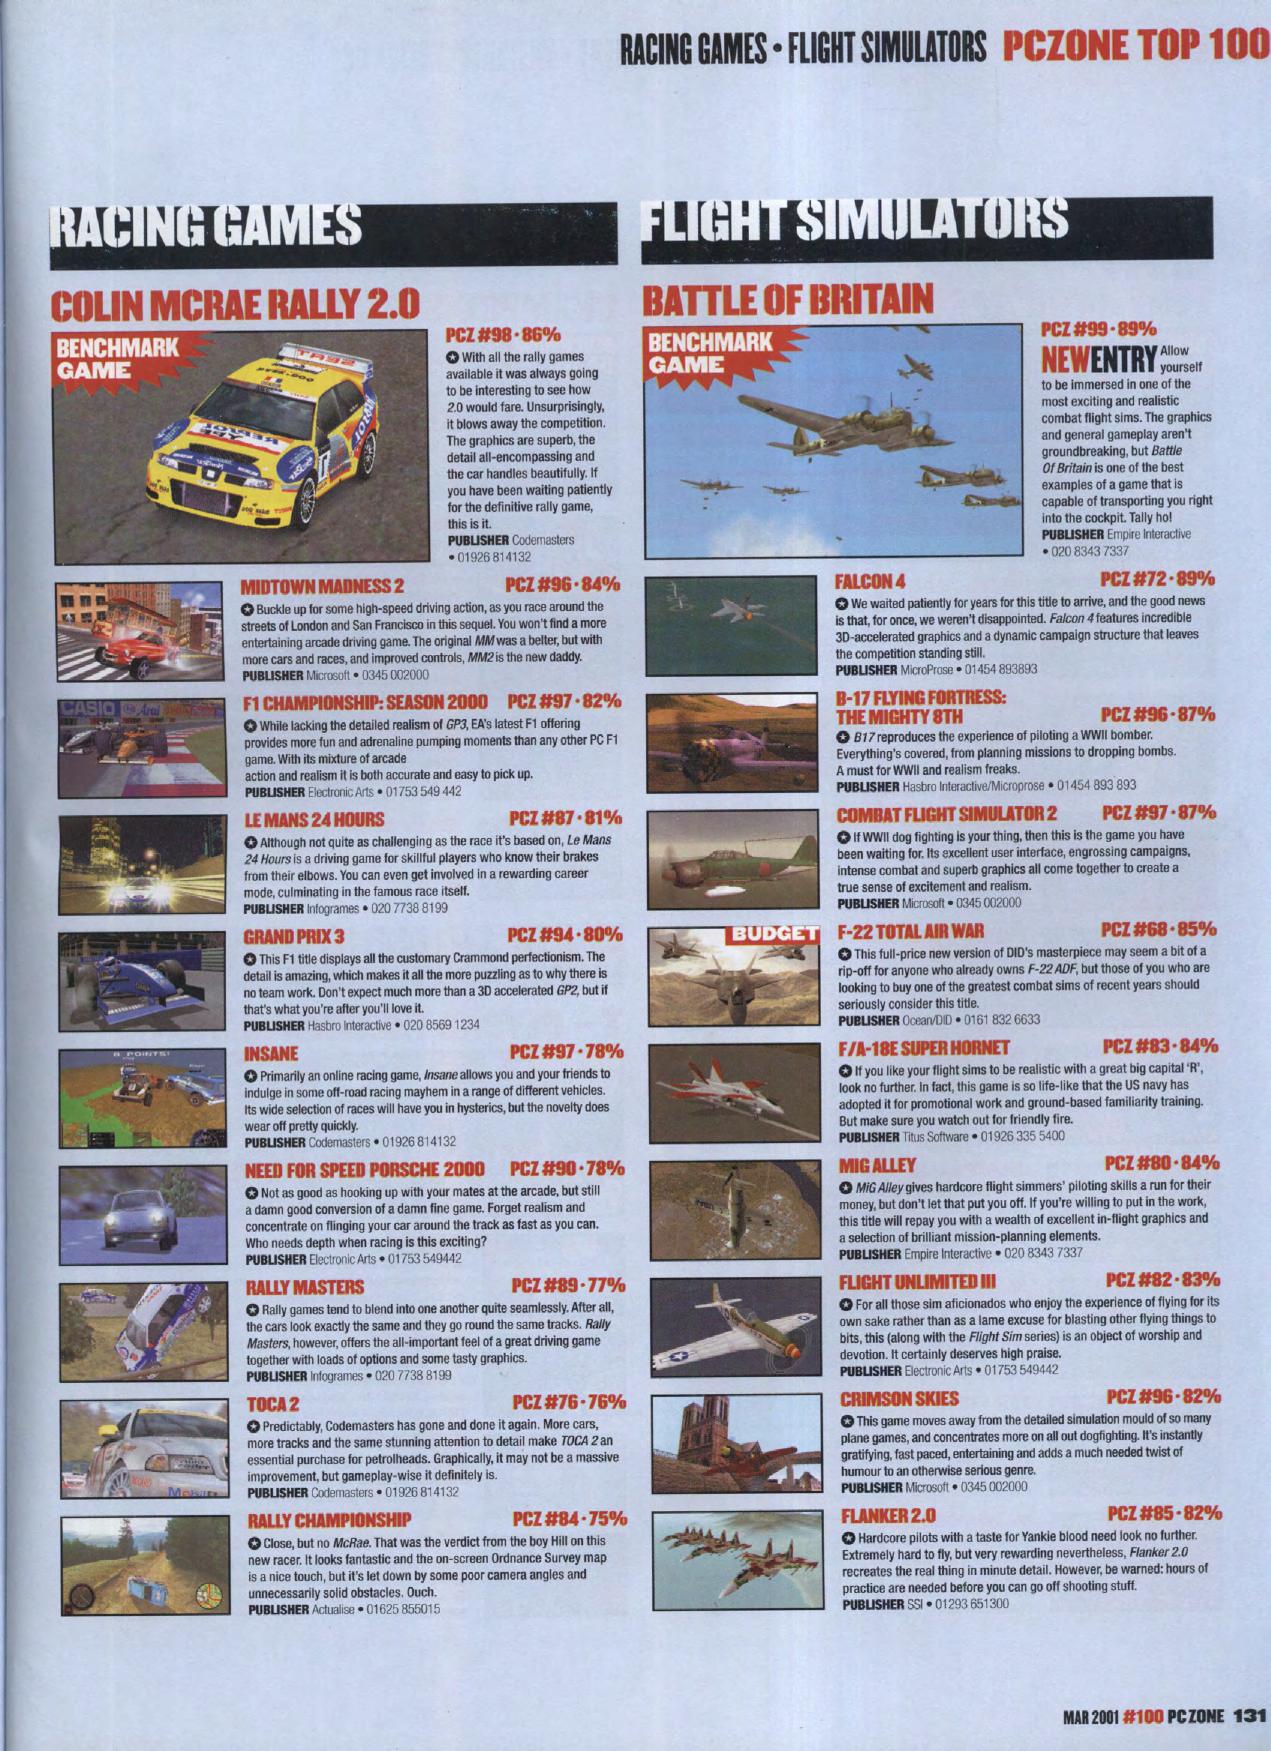 RACING GAMES • FLIGHT SIMULATORS PCZONE TOP 100
RACING GAMES
COLIN MCRAE RALLY 2.0
BENCHMARK
GAME
PCZ #98 • 86%
With all the rally games
available it was always going
to be interesting to see how
2.0 would fare. Unsurprisingly,
it blows away the competition.
The graphics are superb, the
detail all-encompassing and
the car handles beautifully. If
you have been waiting patiently
for the definitive rally game,
this is it.
PUBLISHER Codemasters
• 01926 814132
MIDTOWN MADNESS 2 PCZ #96 • 84%
Buckle up for some high-speed driving action, as you race around the
streets of London and San Francisco in this sequel. You won't find a more
entertaining arcade driving game. The original MM was a belter, but with
more cars and races, and improved controls, MM2 is the new daddy.
PUBLISHER Microsoft • 0345 002000
CASIO
F1 CHAMPIONSHIP: SEASON 2000 PCZ #97 • 82%
While lacking the detailed realism of GP3, EA's latest F1 offering
provides more fun and adrenaline pumping moments than any other PC F1
game. With its mixture of arcade
action and realism it is both accurate and easy to pick up.
PUBLISHER Electronic Arts • 01753 549 442
LE MANS 24 HOURS PCZ #87 • 81%
Although not quite as challenging as the race it's based on, Le Mans
24 Hours is a driving game for skillful players who know their brakes
from their elbows. You can even get involved in a rewarding career
mode, culminating in the famous race itself.
PUBLISHER Infogrames • 020 7738 8199
GRAND PRIX 3 PCZ #94 • 80%
This F1 title displays all the customary Crammond perfectionism. The
detail is amazing, which makes it all the more puzzling as to why there is
no team work. Don't expect much more than a 3D accelerated GP2, but if
that's what you're after you'll love it.
PUBLISHER Hasbro Interactive • 020 8569 1234
8 POINTS!
INSANE PCZ #97 • 78%
Primarily an online racing game, Insane allows you and your friends to
indulge in some off-road racing mayhem in a range of different vehicles.
Its wide selection of races will have you in hysterics, but the novelty does
wear off pretty quickly.
PUBLISHER Codemasters • 01926 814132
NEED FOR SPEED PORSCHE 2000 PCZ #90 • 78%
Not as good as hooking up with your mates at the arcade, but still
a damn good conversion of a damn fine game. Forget realism and
concentrate on flinging your car around the track as fast as you can.
Who needs depth when racing is this exciting?
PUBLISHER Electronic Arts • 01753 549442
RALLY MASTERS PCZ #89 • 77%
Rally games tend to blend into one another quite seamlessly. After all,
the cars look exactly the same and they go round the same tracks. Rally
Masters, however, offers the all-important feel of a great driving game
together with loads of options and some tasty graphics.
PUBLISHER Infogrames • 020 7738 8199
TOCA 2 PCZ #76 • 76%
Predictably, Codemasters has gone and done it again. More cars,
more tracks and the same stunning attention to detail make TOCA 2 an
essential purchase for petrolheads. Graphically, it may not be a massive
improvement, but gameplay-wise it definitely is.
PUBLISHER Codemasters • 01926 814132
RALLY CHAMPIONSHIP PCZ #84 • 75%
Close, but no McRae. That was the verdict from the boy Hill on this
new racer. It looks fantastic and the on-screen Ordnance Survey map
is a nice touch, but it's let down by some poor camera angles and
unnecessarily solid obstacles. Ouch.
PUBLISHER Actualise • 01625 855015
FLIGHT SIMULATORS
BATTLE OF BRITAIN
BENCHMARK
GAME
PCZ #99 • 89%
NEW ENTRY Allow
yourself
to be immersed in one of the
most exciting and realistic
combat flight sims. The graphics
and general gameplay aren't
groundbreaking, but Battle
Of Britain is one of the best
examples of a game that is
capable of transporting you right
into the cockpit. Tally ho!
PUBLISHER Empire Interactive
• 020 8343 7337
FALCON 4 PCZ #72 • 89%
We waited patiently for years for this title to arrive, and the good news
is that, for once, we weren't disappointed. Falcon 4 features incredible
3D-accelerated graphics and a dynamic campaign structure that leaves
the competition standing still.
PUBLISHER MicroProse • 01454 893893
B-17 FLYING FORTRESS:
THE MIGHTY 8TH PCZ #96 • 87%
B17 reproduces the experience of piloting a WWII bomber.
Everything's covered, from planning missions to dropping bombs.
A must for WWII and realism freaks.
PUBLISHER Hasbro Interactive/Microprose • 01454 893 893
COMBAT FLIGHT SIMULATOR 2 PCZ #97 • 87%
If WWII dog fighting is your thing, then this is the game you have
been waiting for. Its excellent user interface, engrossing campaigns,
intense combat and superb graphics all come together to create a
true sense of excitement and realism.
PUBLISHER Microsoft • 0345 002000
BUDGET
F-22 TOTAL AIR WAR PCZ #68 • 85%
This full-price new version of DID's masterpiece may seem a bit of a
rip-off for anyone who already owns F-22 ADF, but those of you who are
looking to buy one of the greatest combat sims of recent years should
seriously consider this title.
PUBLISHER Ocean/DID • 0161 832 6633
F/A-18E SUPER HORNET PCZ #83 • 84%
If you like your flight sims to be realistic with a great big capital 'R',
look no further. In fact, this game is so life-like that the US navy has
adopted it for promotional work and ground-based familiarity training.
But make sure you watch out for friendly fire.
PUBLISHER Titus Software • 01926 335 5400
MIG ALLEY PCZ #80 • 84%
MiG Alley gives hardcore flight simmers' piloting skills a run for their
money, but don't let that put you off. If you're willing to put in the work,
this title will repay you with a wealth of excellent in-flight graphics and
a selection of brilliant mission-planning elements.
PUBLISHER Empire Interactive • 020 8343 7337
FLIGHT UNLIMITED III PCZ #82 • 83%
For all those sim aficionados who enjoy the experience of flying for its
own sake rather than as a lame excuse for blasting other flying things to
bits, this (along with the Flight Sim series) is an object of worship and
devotion. It certainly deserves high praise.
PUBLISHER Electronic Arts • 01753 549442
CRIMSON SKIES PCZ #96 • 82%
This game moves away from the detailed simulation mould of so many
plane games, and concentrates more on all out dogfighting. It's instantly
gratifying, fast paced, entertaining and adds a much needed twist of
humour to an otherwise serious genre.
PUBLISHER Microsoft • 0345 002000
FLANKER 2.0 PCZ #85 • 82%
Hardcore pilots with a taste for Yankie blood need look no further.
Extremely hard to fly, but very rewarding nevertheless, Flanker 2.0
recreates the real thing in minute detail. However, be warned: hours of
practice are needed before you can go off shooting stuff.
PUBLISHER SSI • 01293 651300
MAR 2001 #100 PC ZONE 131